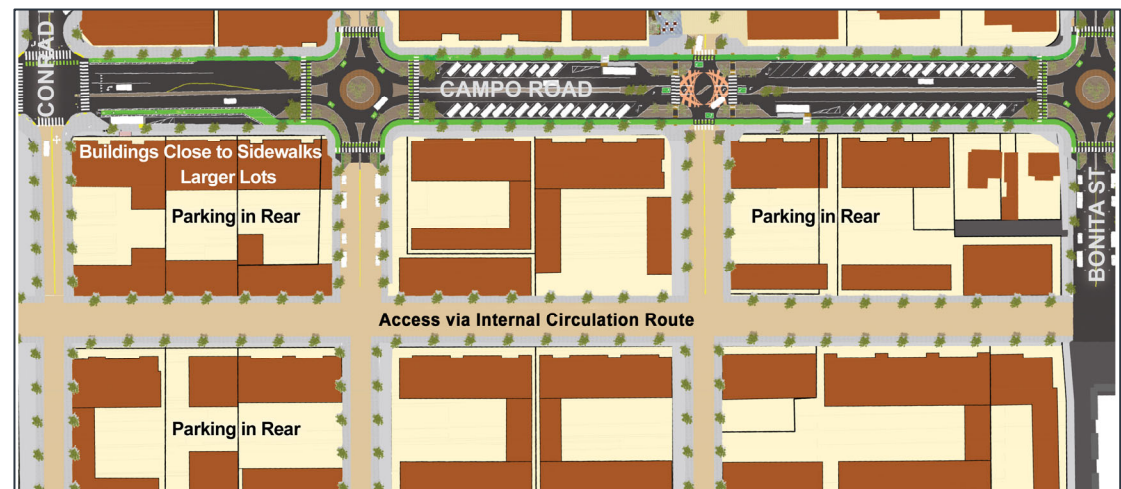 CONRAD
CAMPO ROAD
Buildings Close to Sidewalks
Larger Lots
Parking in Rear
Parking in Rear
BONITA ST
Access via Internal Circulation Route
Parking in Rear